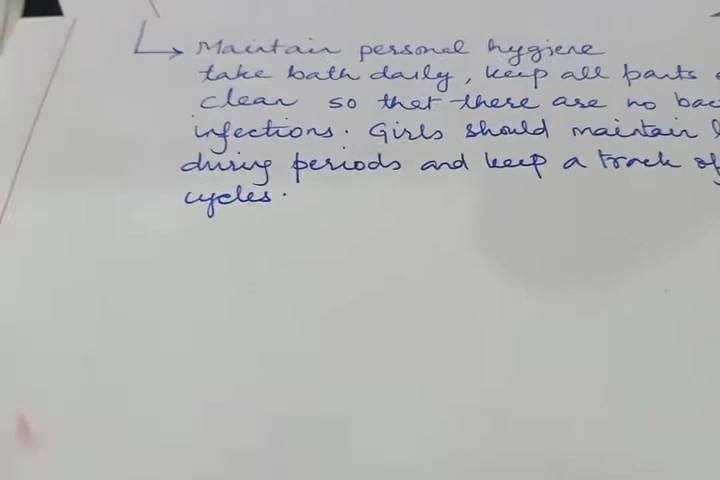 Maintain personal hygiene
take bath daily, keep all parts
clean so that there are no bac
infections. Girls should maintain
during periods and keep a track of
cycles.